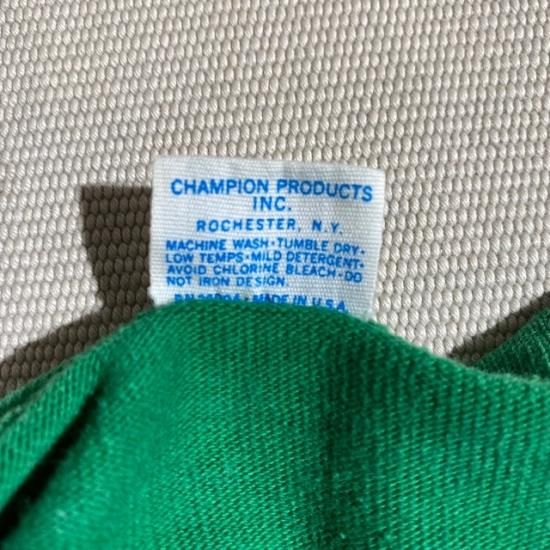 CHAMPION PRODUCTS
INC.
ROCHESTER, N.Y.
MACHINE WASH•TUMBLE DRY•
LOW TEMPS•MILD DETERGENT•
AVOID CHLORINE BLEACH•DO
NOT IRON DESIGN
• MADE IN U.S.A.